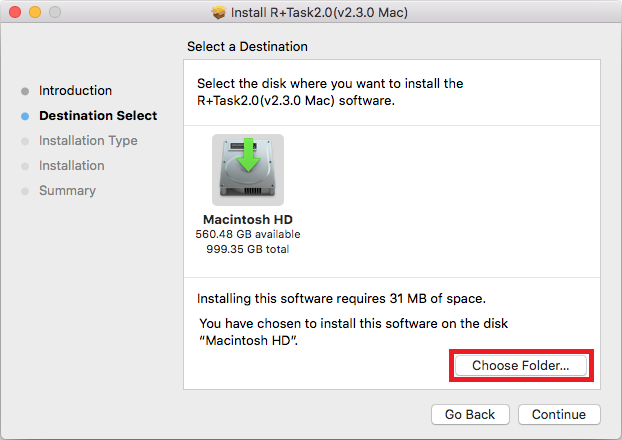 Install R+Task2.0(v2.3.0 Mac)
Select a Destination
Introduction
Destination Select
Installation Type
Installation
Summary
Select the disk where you want to install the
R+Task2.0(v2.3.0 Mac) software.
Macintosh HD
560.48 GB available
999.35 GB total
Installing this software requires 31 MB of space.
You have chosen to install this software on the disk
“Macintosh HD”.
Choose Folder...
Go Back
Continue